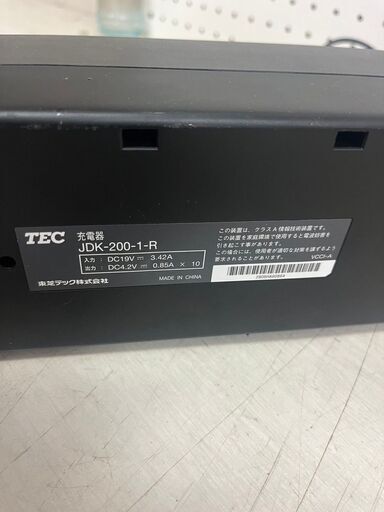 TEC 充電器
JDK-200-1-R
入力: DC19V 3.42A
出力: DC4.2V 0.85A × 10
東芝テック株式会社 MADE IN CHINA
この装置は、クラスA情報技術装置です。
この装置を家庭環境で使用すると電波妨害を
引き起こす事が有ります。
この場合には、使用者が適切な対策を講ずるよう
要求されることがあります。
VCCI-A